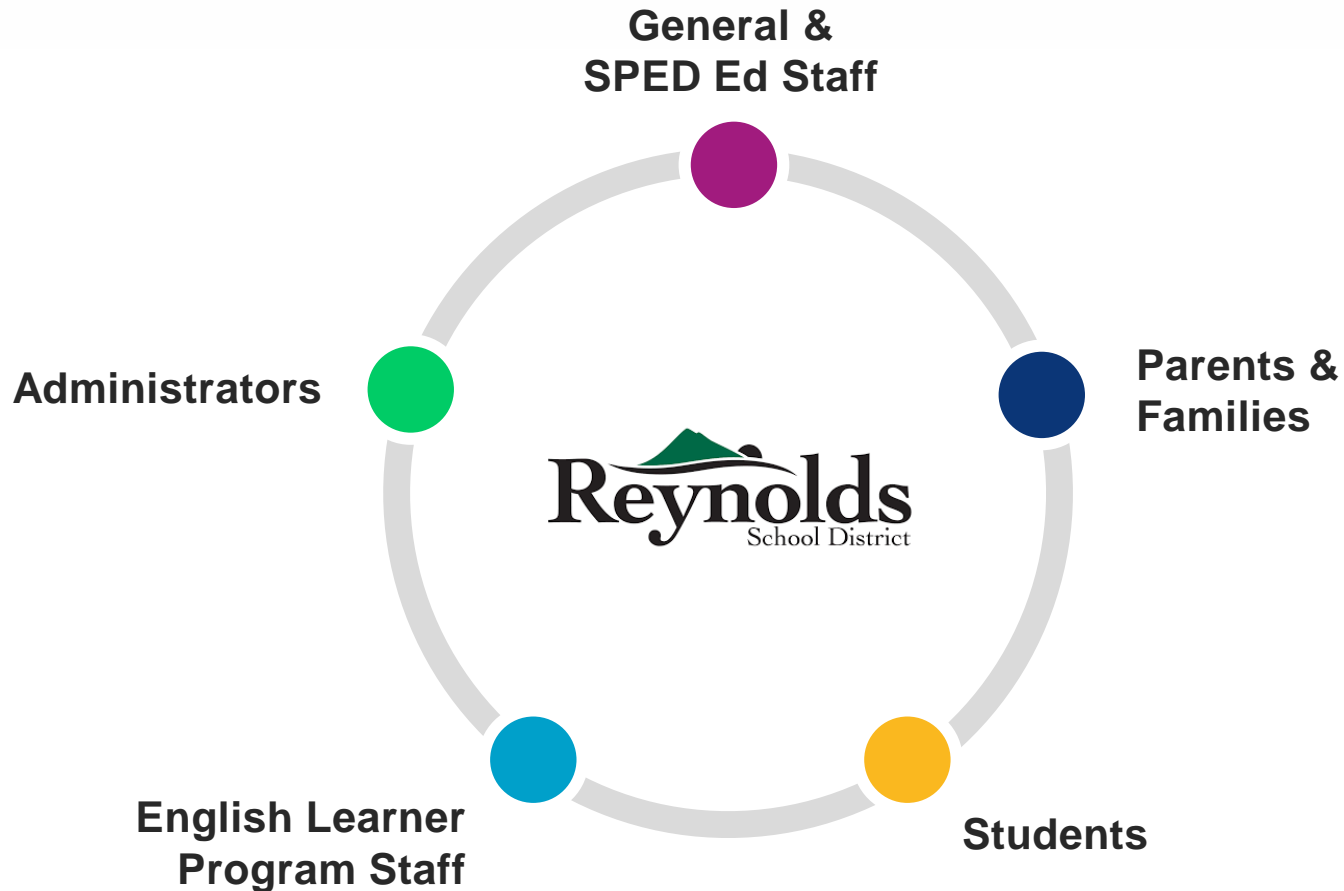 General &
SPED Ed Staff
Administrators
Parents &
Families
Reynolds
School District
English Learner
Program Staff
Students